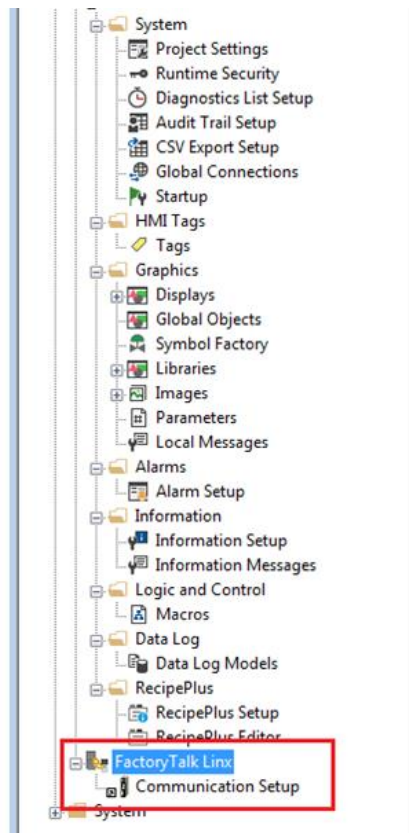 System
Project Settings
Runtime Security
Diagnostics List Setup
Audit Trail Setup
CSV Export Setup
Global Connections
Startup
HMI Tags
Tags
Graphics
Displays
Global Objects
Symbol Factory
Libraries
Images
Parameters
Local Messages
Alarms
Alarm Setup
Information
Information Setup
Information Messages
Logic and Control
Macros
Data Log
Data Log Models
RecipePlus
RecipePlus Setup
RecipePlus Editor
FactoryTalk Linx
Communication Setup
System